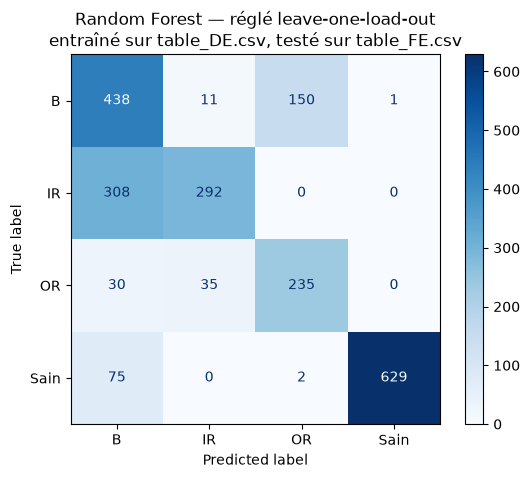 Random Forest — réglé leave-one-load-out
entraîné sur table_DE.csv, testé sur table_FE.csv
B 438 11 150 1
IR 308 292 0 0
OR 30 35 235 0
Sain 75 0 2 629
B IR OR Sain
Predicted label
True label
600
500
400
300
200
100
0